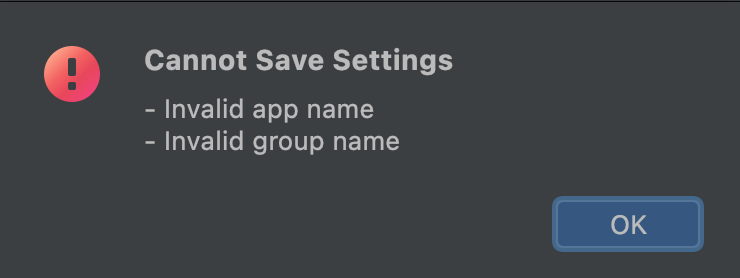 Cannot Save Settings
- Invalid app name
- Invalid group name
OK